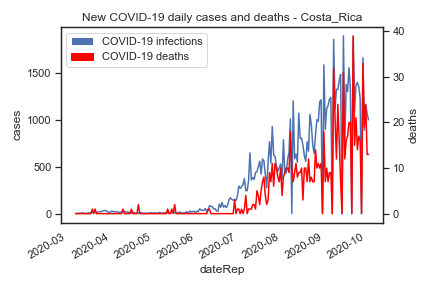 New COVID-19 daily cases and deaths - Costa_Rica
COVID-19 infections
COVID-19 deaths
cases
1500
1000
500
0
deaths
40
30
20
10
0
2020-03
2020-04
2020-05
2020-06
2020-07
2020-08
2020-09
2020-10
dateRep